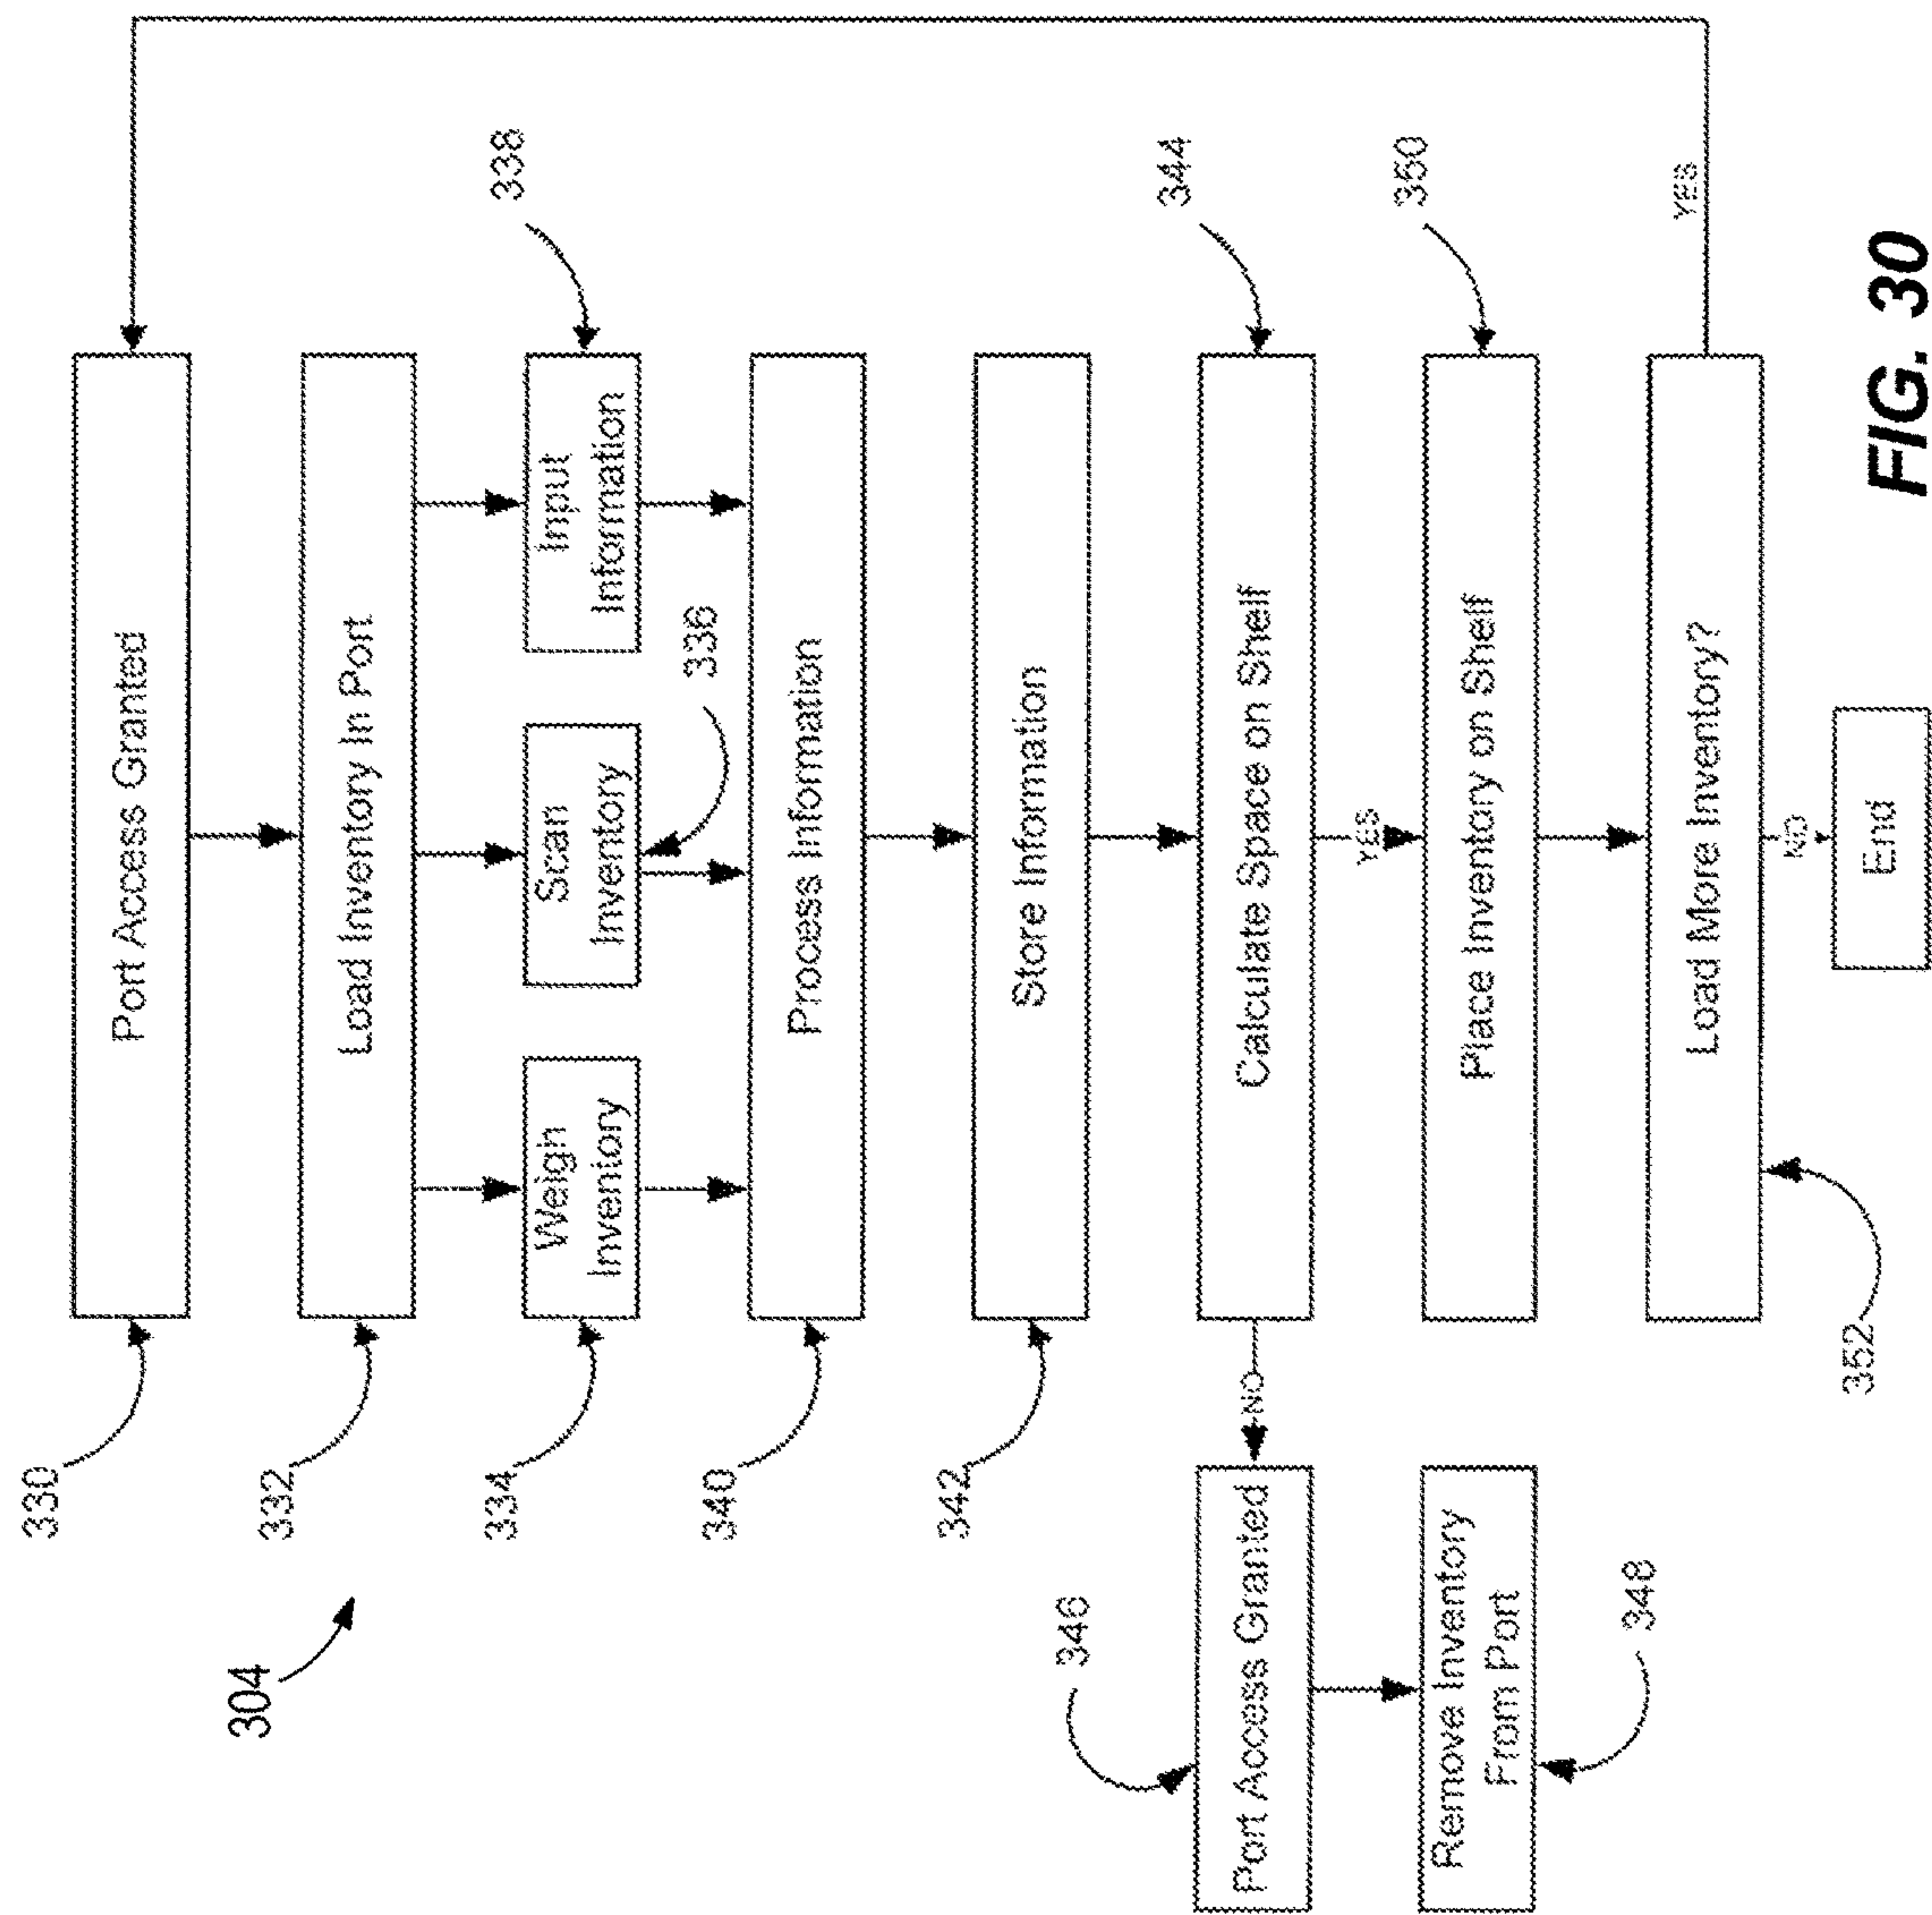 304
330
Port Access Granted
332
Load Inventory In Port
334
Weigh
Inventory
Scan
Inventory
336
Input
Information
338
340
Process Information
342
Store Information
344
Calculate Space on Shelf
NO
YES
346
Port Access Granted
348
Remove Inventory
From Port
350
Place Inventory on Shelf
352
Load More Inventory?
YES
NO
End
FIG. 30